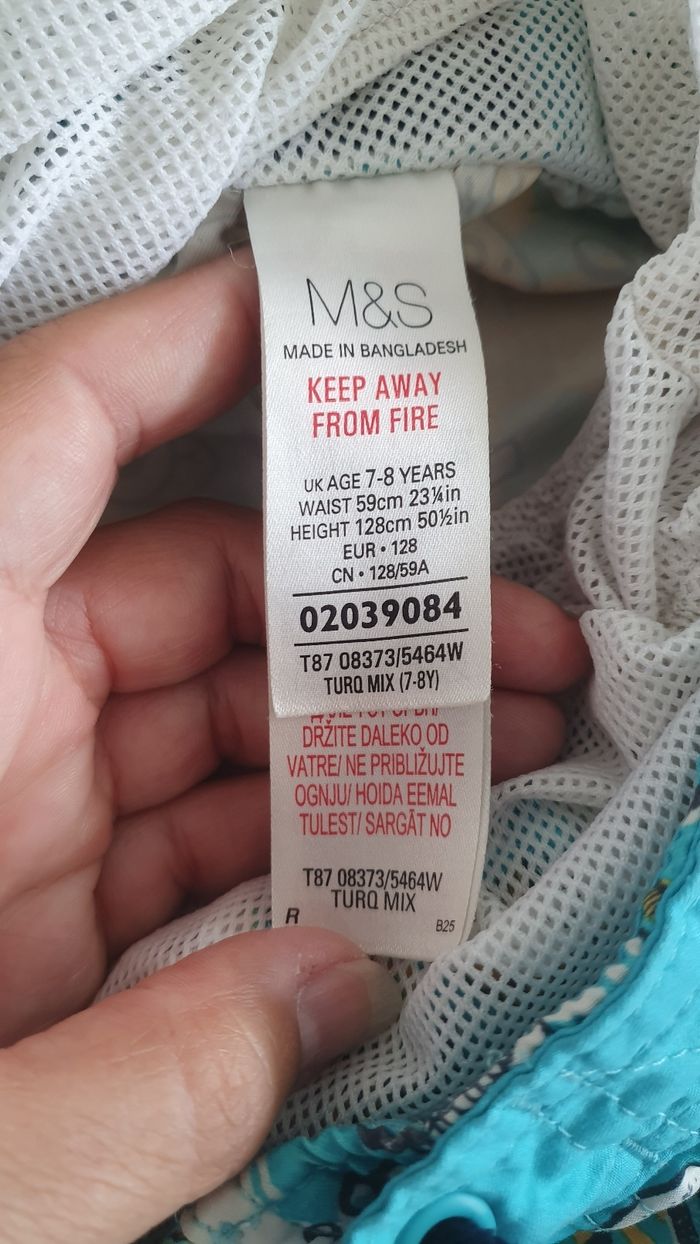 M&S
MADE IN BANGLADESH
KEEP AWAY
FROM FIRE
UK AGE 7-8 YEARS
WAIST 59cm 23¼in
HEIGHT 128cm 50½in
EUR • 128
CN • 128/59A
02039084
T87 08373/5464W
TURQ MIX (7-8Y)
DRŽITE DALEKO OD
VATRE/ NE PRIBLIŽUJTE
OGNJU/ HOIDA EEMAL
TULEST/ SARGĀT NO
T87 08373/5464W
TURQ MIX
R
B25